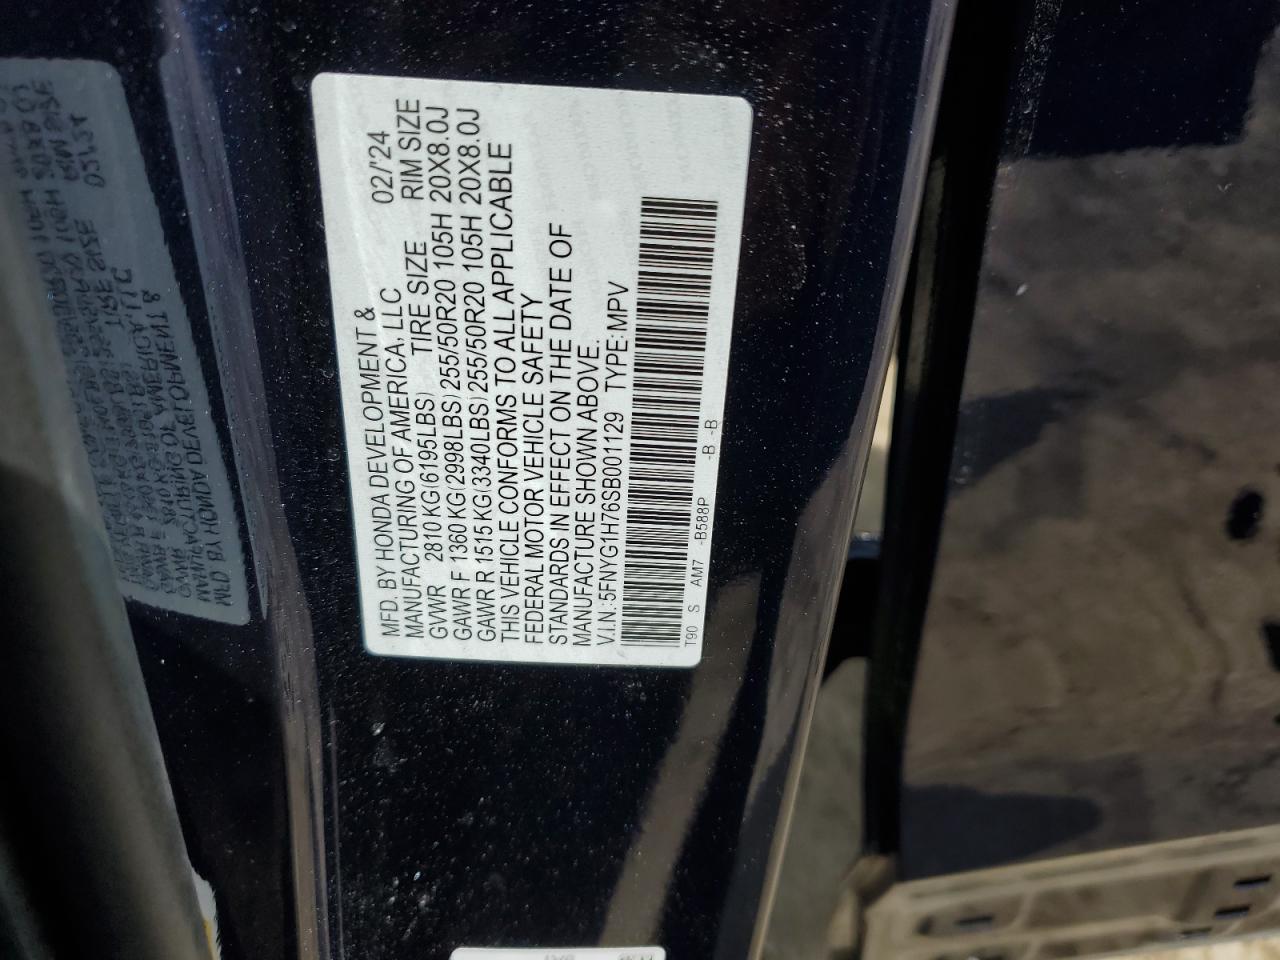 MFD. BY HONDA DEVELOPMENT &
MANUFACTURING OF AMERICA, LLC 02/'24
GVWR 2810 KG(6195LBS) TIRE SIZE RIM SIZE
GAWR F 1360 KG(2998LBS) 255/50R20 105H 20X8.0J
GAWR R 1515 KG(3340LBS) 255/50R20 105H 20X8.0J
THIS VEHICLE CONFORMS TO ALL APPLICABLE
FEDERAL MOTOR VEHICLE SAFETY
STANDARDS IN EFFECT ON THE DATE OF
MANUFACTURE SHOWN ABOVE.
V.I.N.:5FNYG1H76SB001129 TYPE:MPV
T90 S AM7 -B588P -B -B